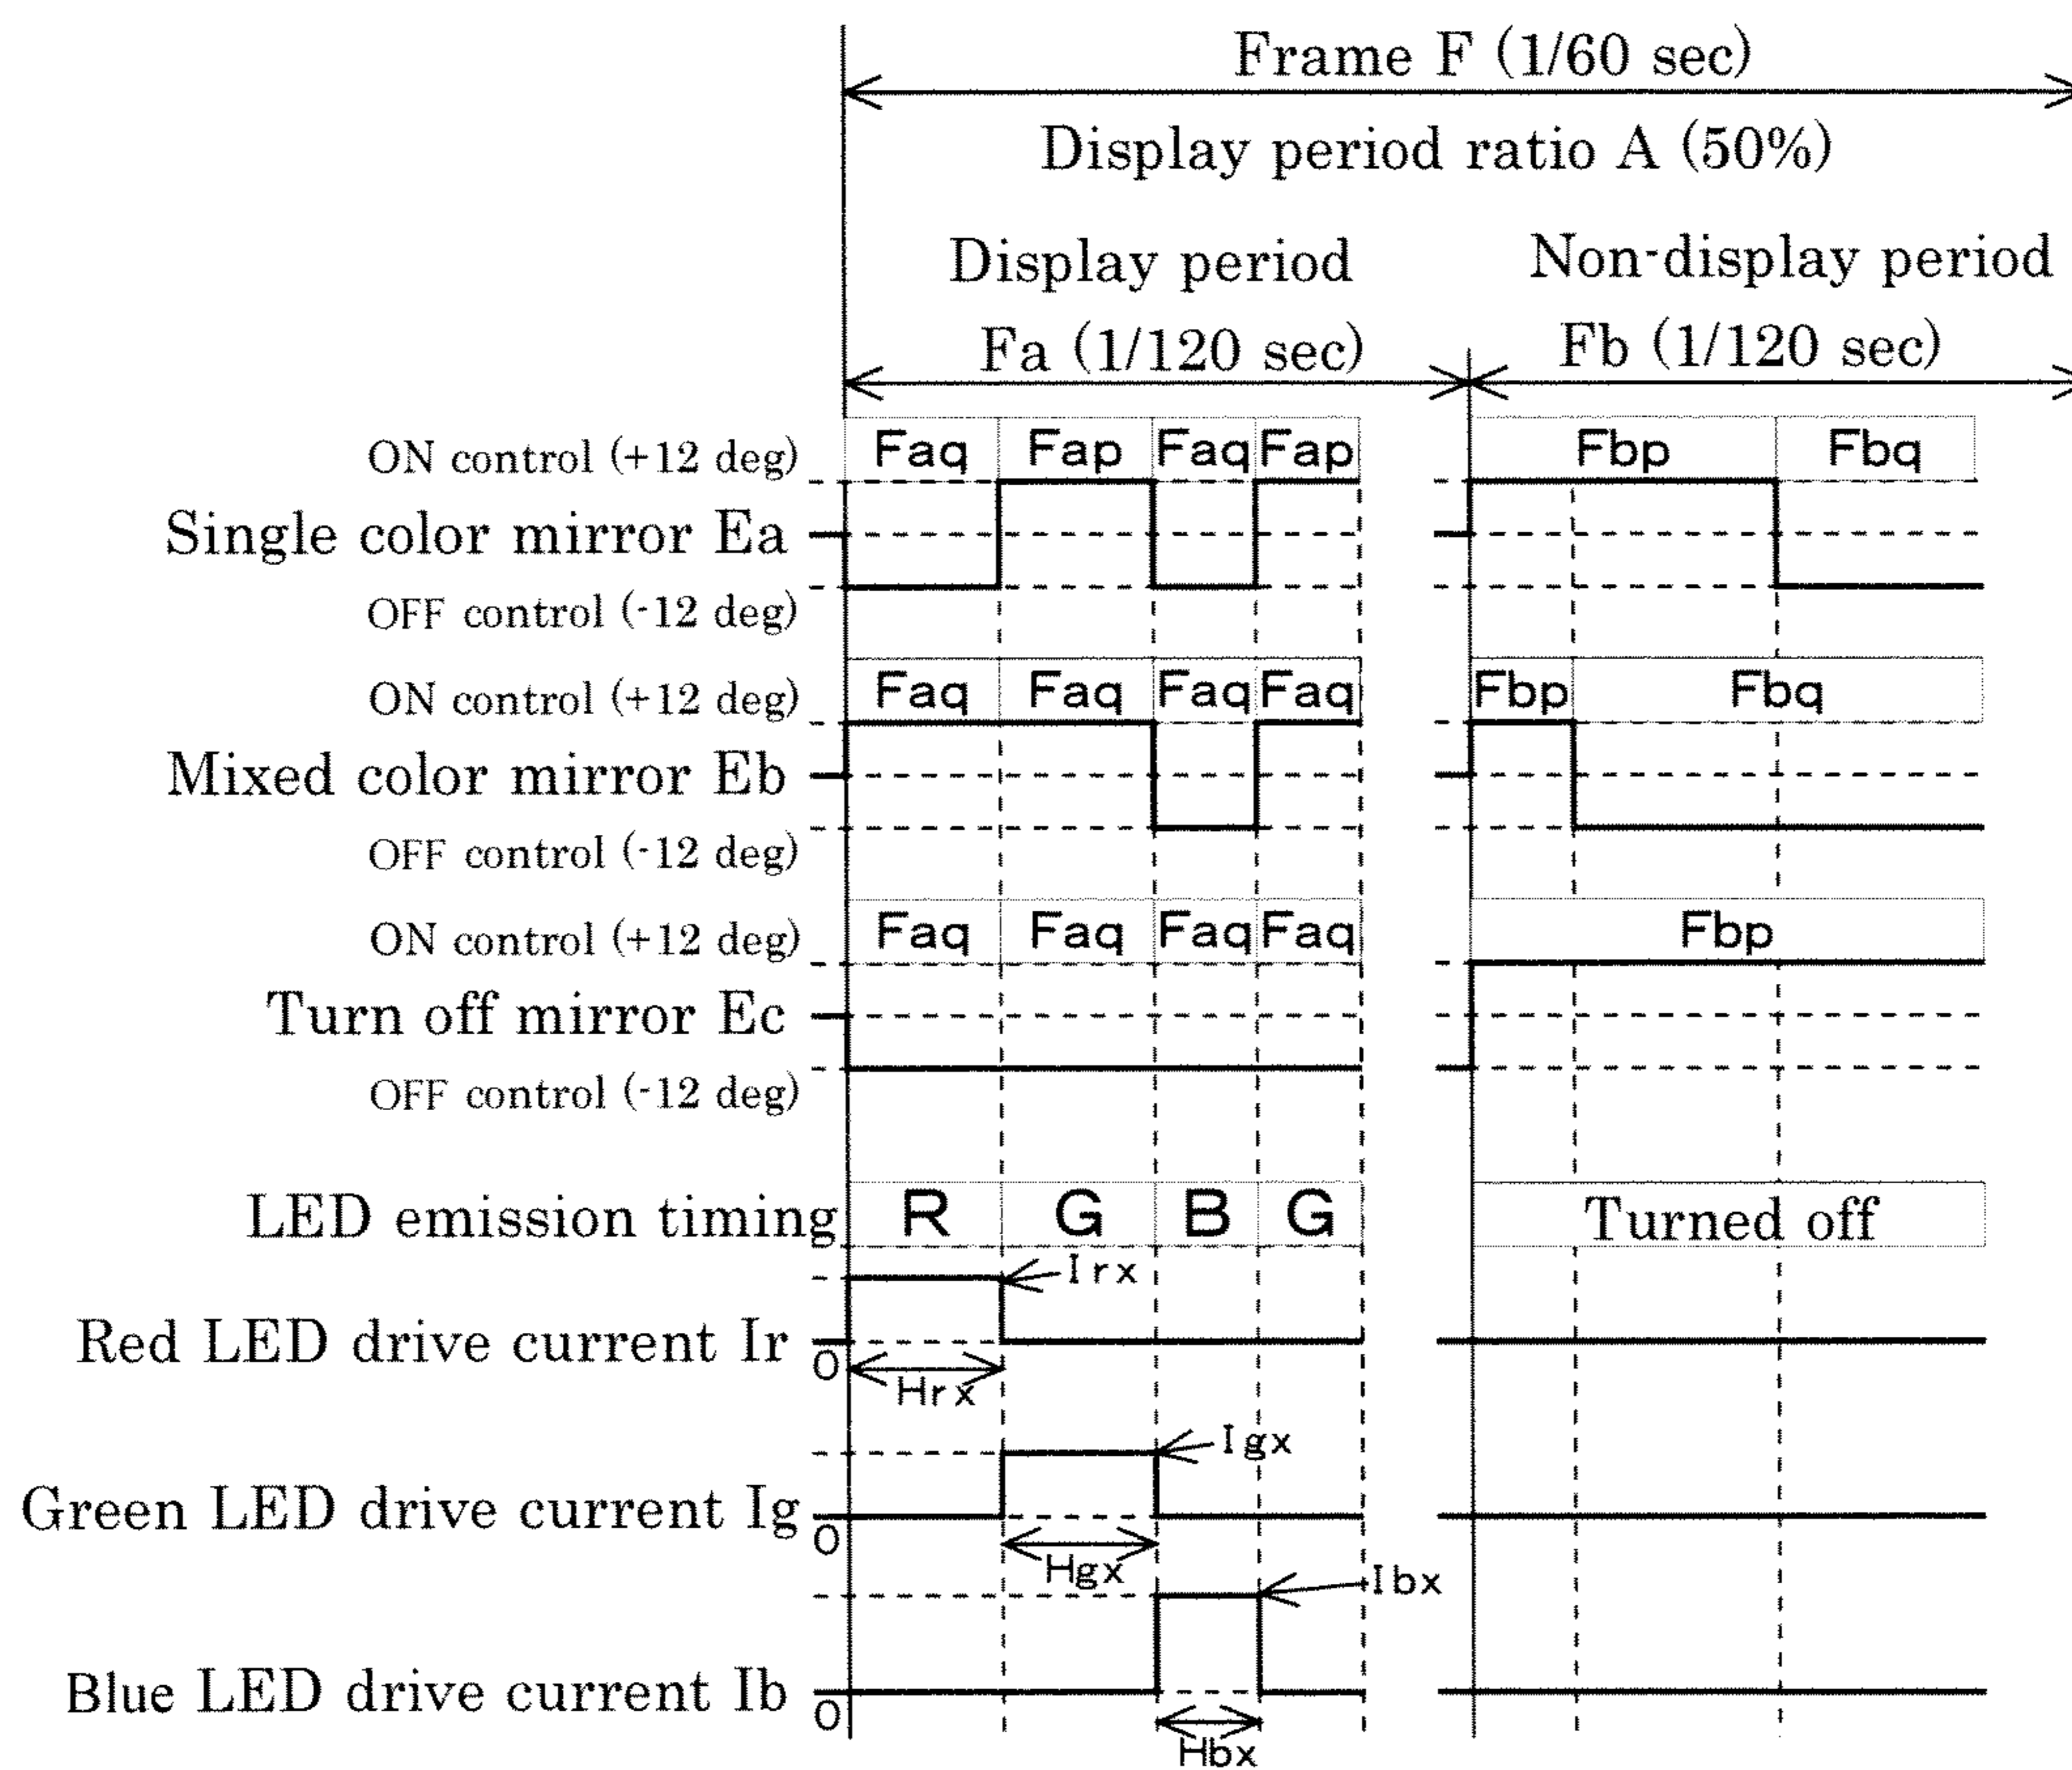 Frame F (1/60 sec)
Display period ratio A (50%)
Display period Non-display period
Fa (1/120 sec) Fb (1/120 sec)
ON control (+12 deg) Faq Fap Faq Fap Fbp Fbq
Single color mirror Ea
OFF control (-12 deg)
ON control (+12 deg) Faq Faq Faq Faq Fbp Fbq
Mixed color mirror Eb
OFF control (-12 deg)
ON control (+12 deg) Faq Faq Faq Faq Fbp
Turn off mirror Ec
OFF control (-12 deg)
LED emission timing R G B G Turned off
Irx
Red LED drive current Ir 0
Hrx
Igx
Green LED drive current Ig 0
Hgx
Ibx
Blue LED drive current Ib 0
Hbx